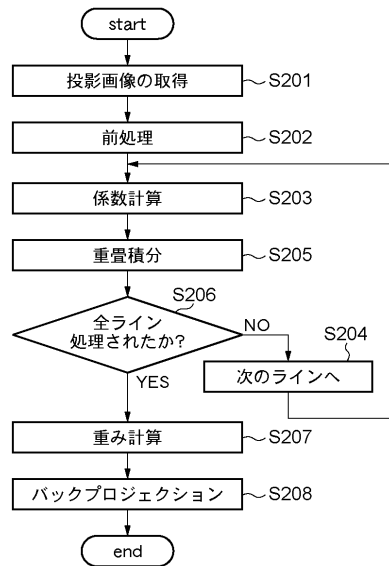 start
投影画像の取得
S201
前処理
S202
係数計算
S203
重畳積分
S205
S206
全ライン
処理されたか?
NO
S204
次のラインへ
YES
重み計算
S207
バックプロジェクション
S208
end